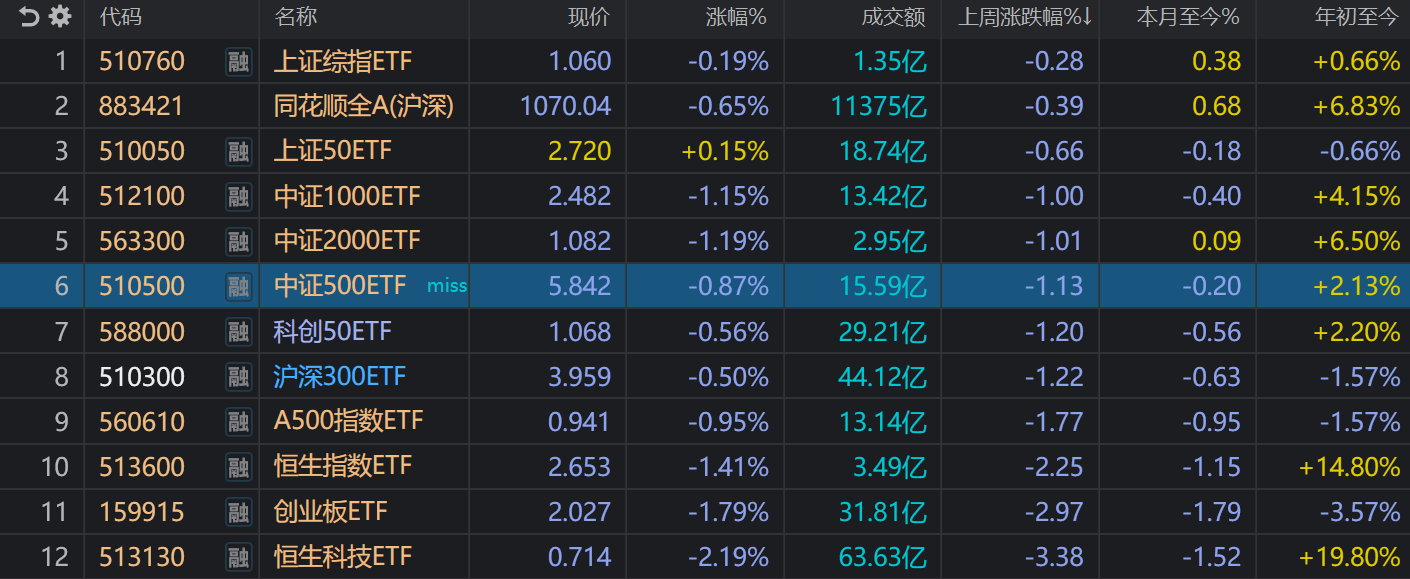 代码 名称 现价 涨幅% 成交额 上周涨跌幅%↓ 本月至今% 年初至今
1 510760 融 上证综指ETF 1.060 -0.19% 1.35亿 -0.28 0.38 +0.66%
2 883421 同花顺全A(沪深) 1070.04 -0.65% 11375亿 -0.39 0.68 +6.83%
3 510050 融 上证50ETF 2.720 +0.15% 18.74亿 -0.66 -0.18 -0.66%
4 512100 融 中证1000ETF 2.482 -1.15% 13.42亿 -1.00 -0.40 +4.15%
5 563300 融 中证2000ETF 1.082 -1.19% 2.95亿 -1.01 0.09 +6.50%
6 510500 融 中证500ETF miss 5.842 -0.87% 15.59亿 -1.13 -0.20 +2.13%
7 588000 融 科创50ETF 1.068 -0.56% 29.21亿 -1.20 -0.56 +2.20%
8 510300 融 沪深300ETF 3.959 -0.50% 44.12亿 -1.22 -0.63 -1.57%
9 560610 融 A500指数ETF 0.941 -0.95% 13.14亿 -1.77 -0.95 -1.57%
10 513600 融 恒生指数ETF 2.653 -1.41% 3.49亿 -2.25 -1.15 +14.80%
11 159915 融 创业板ETF 2.027 -1.79% 31.81亿 -2.97 -1.79 -3.57%
12 513130 融 恒生科技ETF 0.714 -2.19% 63.63亿 -3.38 -1.52 +19.80%